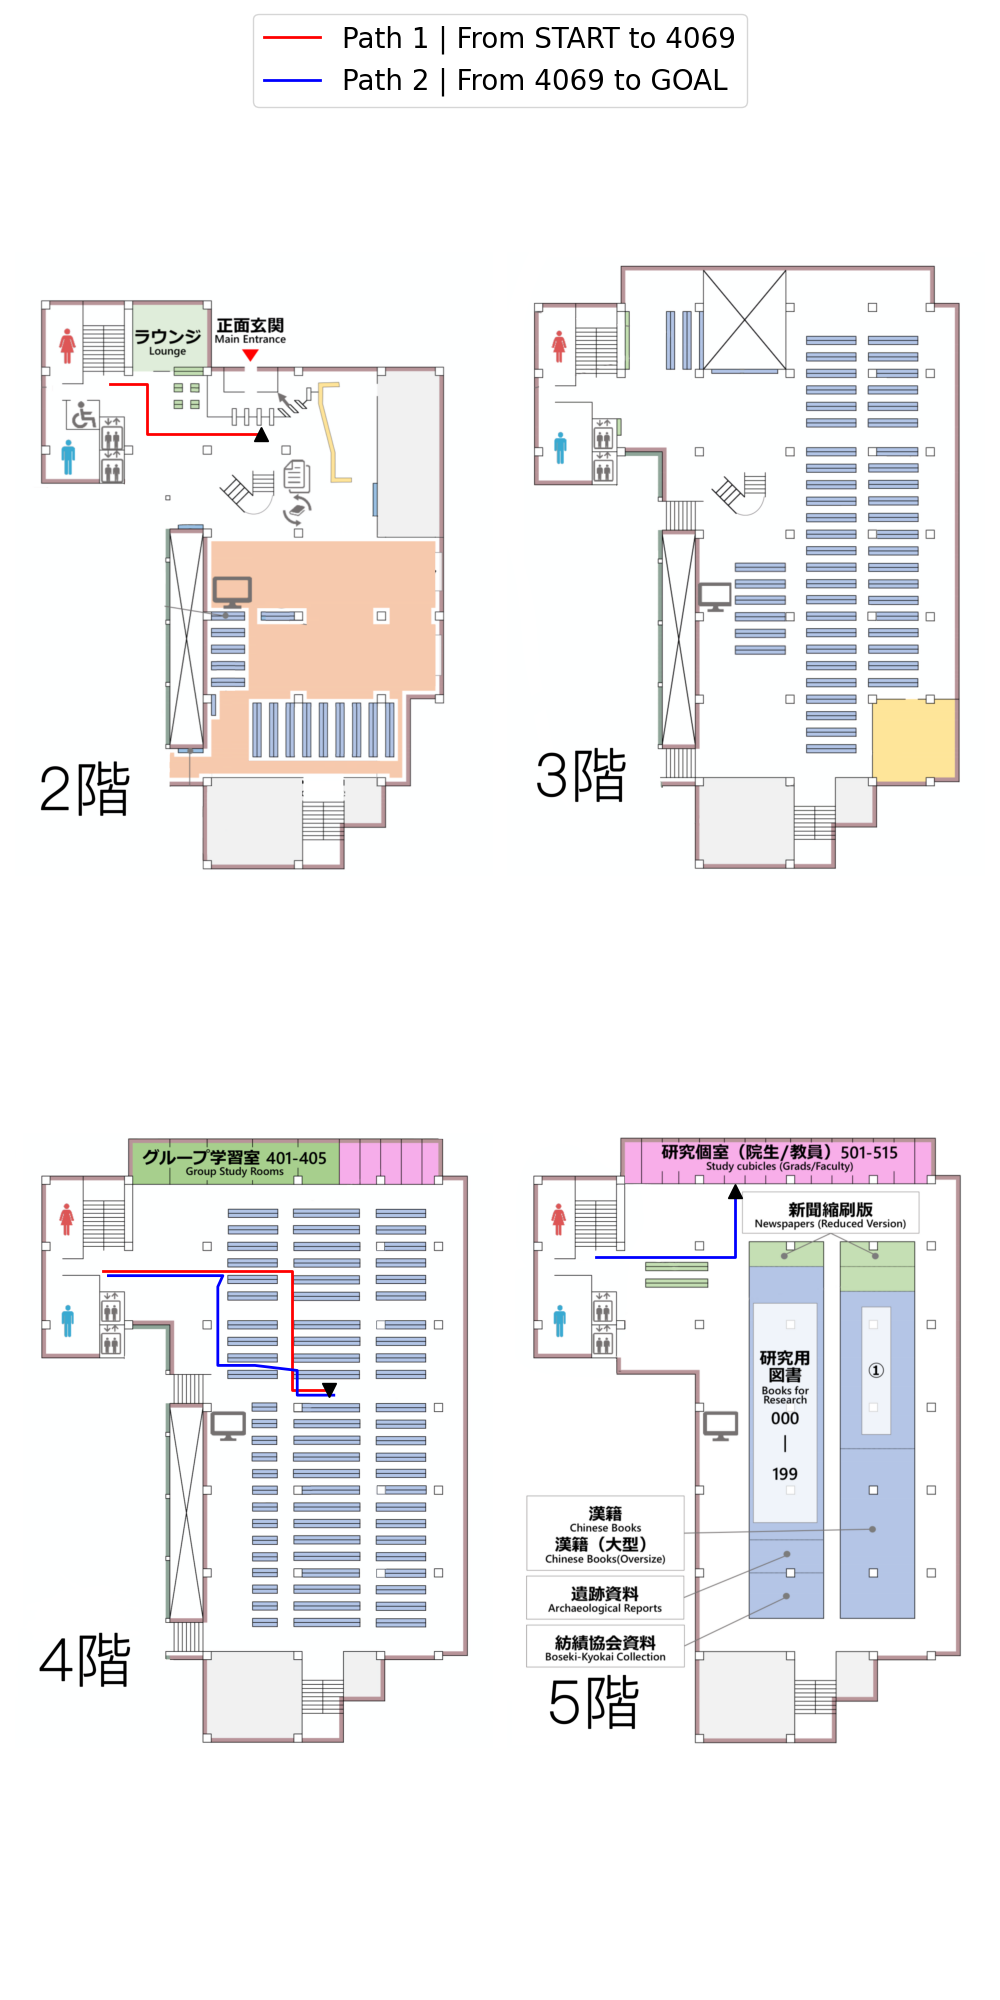 Path 1 | From START to 4069
Path 2 | From 4069 to GOAL
ラウンジ
Lounge
正面玄関
Main Entrance
2階
3階
グループ学習室 401-405
Group Study Rooms
4階
研究個室（院生/教員）501-515
Study cubicles (Grads/Faculty)
新聞縮刷版
Newspapers (Reduced Version)
研究用
図書
Books for
Research
000
|
199
①
漢籍
Chinese Books
漢籍（大型）
Chinese Books(Oversize)
遺跡資料
Archaeological Reports
紡績協会資料
Boseki-Kyokai Collection
5階